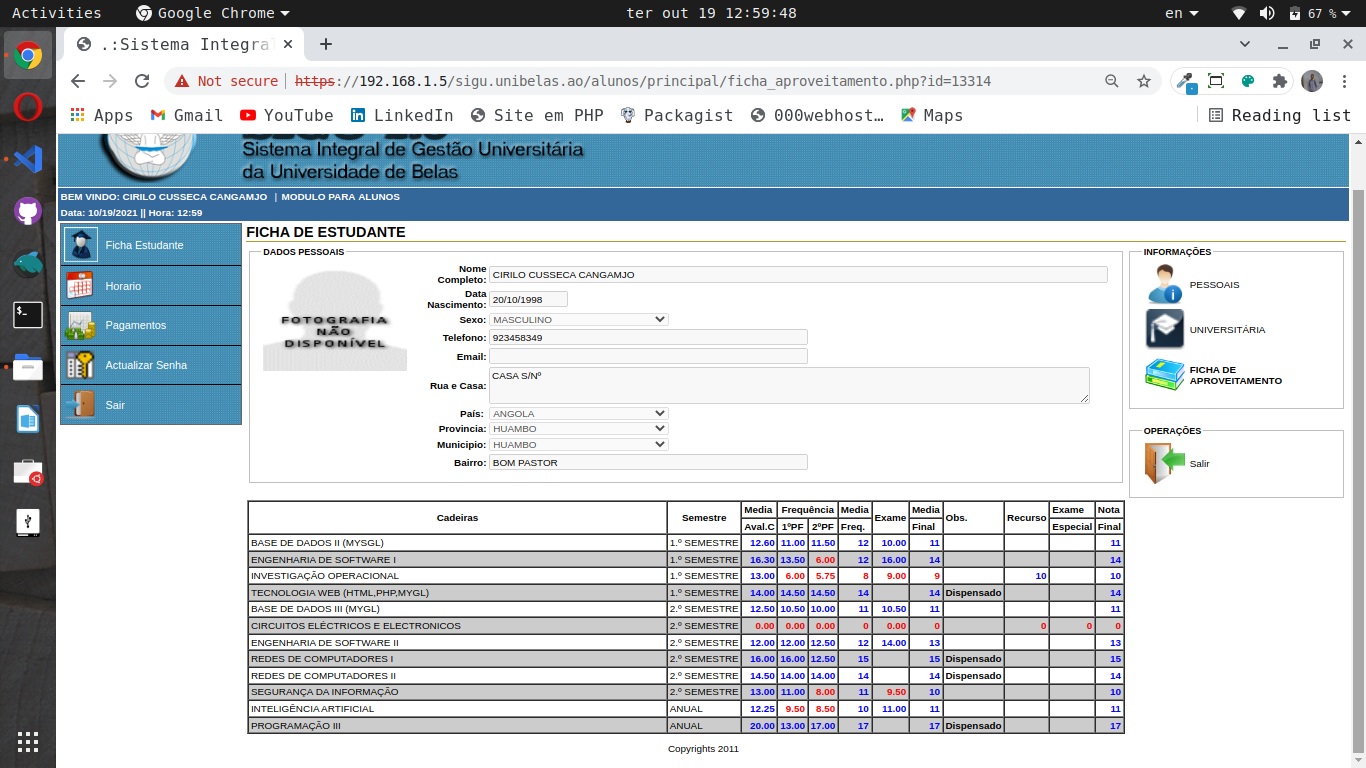 Activities Google Chrome ter out 19 12:59:48 en 67 %
.:Sistema Integral
Not secure https://192.168.1.5/sigu.unibelas.ao/alunos/principal/ficha_aproveitamento.php?id=13314
Apps Gmail YouTube LinkedIn Site em PHP Packagist 000webhost… Maps Reading list
Sistema Integral de Gestão Universitária
da Universidade de Belas
BEM VINDO: CIRILO CUSSECA CANGAMJO | MODULO PARA ALUNOS
Data: 10/19/2021 || Hora: 12:59
Ficha Estudante
Horario
Pagamentos
Actualizar Senha
Sair
FICHA DE ESTUDANTE
DADOS PESSOAIS
FOTOGRAFIA
NÃO
DISPONÍVEL
Nome Completo: CIRILO CUSSECA CANGAMJO
Data Nascimento: 20/10/1998
Sexo: MASCULINO
Telefono: 923458349
Email:
Rua e Casa: CASA S/Nº
País: ANGOLA
Provincia: HUAMBO
Municipio: HUAMBO
Bairro: BOM PASTOR
INFORMAÇÕES
PESSOAIS
UNIVERSITÁRIA
FICHA DE
APROVEITAMENTO
OPERAÇÕES
Salir
Cadeiras Semestre Media Frequência Media Exame Media Obs. Recurso Exame Nota
Aval.C 1ºPF 2ºPF Freq. Final Especial Final
BASE DE DADOS II (MYSGL) 1.º SEMESTRE 12.60 11.00 11.50 12 10.00 11 11
ENGENHARIA DE SOFTWARE I 1.º SEMESTRE 16.30 13.50 6.00 12 16.00 14 14
INVESTIGAÇÃO OPERACIONAL 1.º SEMESTRE 13.00 6.00 5.75 8 9.00 9 10 10
TECNOLOGIA WEB (HTML,PHP,MYGL) 1.º SEMESTRE 14.00 14.50 14.50 14 14 Dispensado 14
BASE DE DADOS III (MYGL) 2.º SEMESTRE 12.50 10.50 10.00 11 10.50 11 11
CIRCUITOS ELÉCTRICOS E ELECTRONICOS 2.º SEMESTRE 0.00 0.00 0.00 0 0.00 0 0 0 0
ENGENHARIA DE SOFTWARE II 2.º SEMESTRE 12.00 12.00 12.50 12 14.00 13 13
REDES DE COMPUTADORES I 2.º SEMESTRE 16.00 16.00 12.50 15 15 Dispensado 15
REDES DE COMPUTADORES II 2.º SEMESTRE 14.50 14.00 14.00 14 14 Dispensado 14
SEGURANÇA DA INFORMAÇÃO 2.º SEMESTRE 13.00 11.00 8.00 11 9.50 10 10
INTELIGÊNCIA ARTIFICIAL ANUAL 12.25 9.50 8.50 10 11.00 11 11
PROGRAMAÇÃO III ANUAL 20.00 13.00 17.00 17 17 Dispensado 17
Copyrights 2011